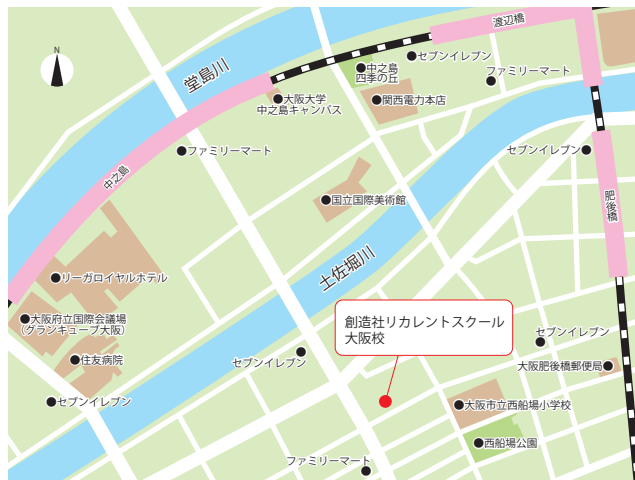 渡辺橋
N
セブンイレブン
中之島
四季の丘
ファミリーマート
堂島川
大阪大学
中之島キャンパス
関西電力本店
ファミリーマート
セブンイレブン
中之島
国立国際美術館
肥後橋
土佐堀川
リーガロイヤルホテル
大阪府立国際会議場
(グランキューブ大阪)
創造社リカレントスクール
大阪校
セブンイレブン
住友病院
セブンイレブン
大阪肥後橋郵便局
セブンイレブン
大阪市立西船場小学校
西船場公園
ファミリーマート